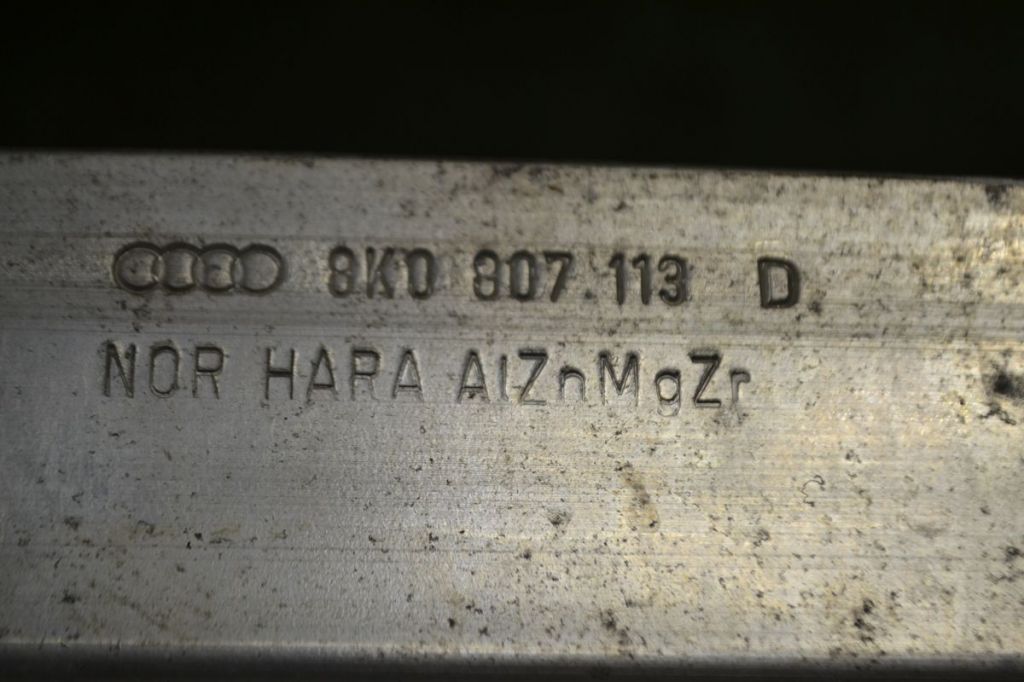 8K0 807 113 D
NOR HARA AlZnMgZr